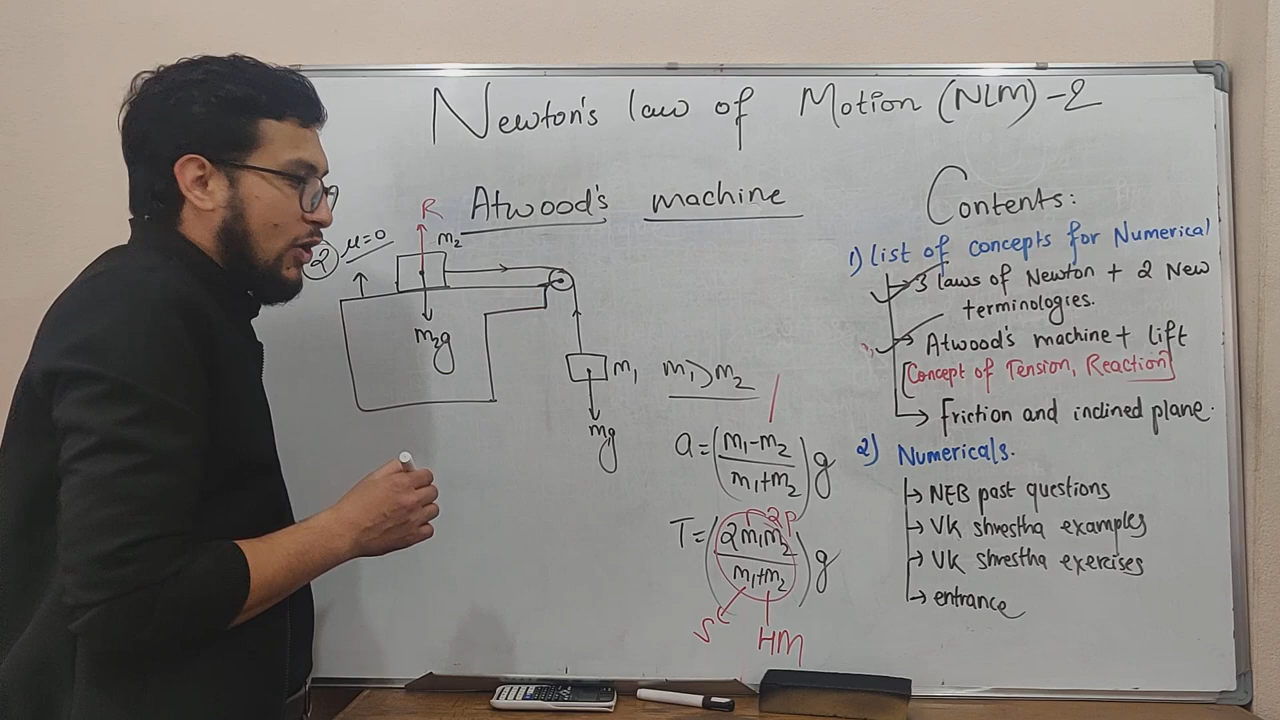 Newton's law of Motion (NLM)-2
Atwood's machine
2 μ=0
R
m₂
m₂g
m₁
mg
m₁>m₂
a=(m₁-m₂/m₁+m₂)g
2P
T=(2m₁m₂/m₁+m₂)g
S
HM
Contents:
1) list of concepts for Numerical
→ 3 laws of Newton + 2 New
terminologies.
→ Atwood's machine + lift
[Concept of Tension, Reaction]
→ friction and inclined plane.
2) Numericals.
→ NEB past questions
→ VK shrestha examples
→ VK shrestha exercises
→ entrance